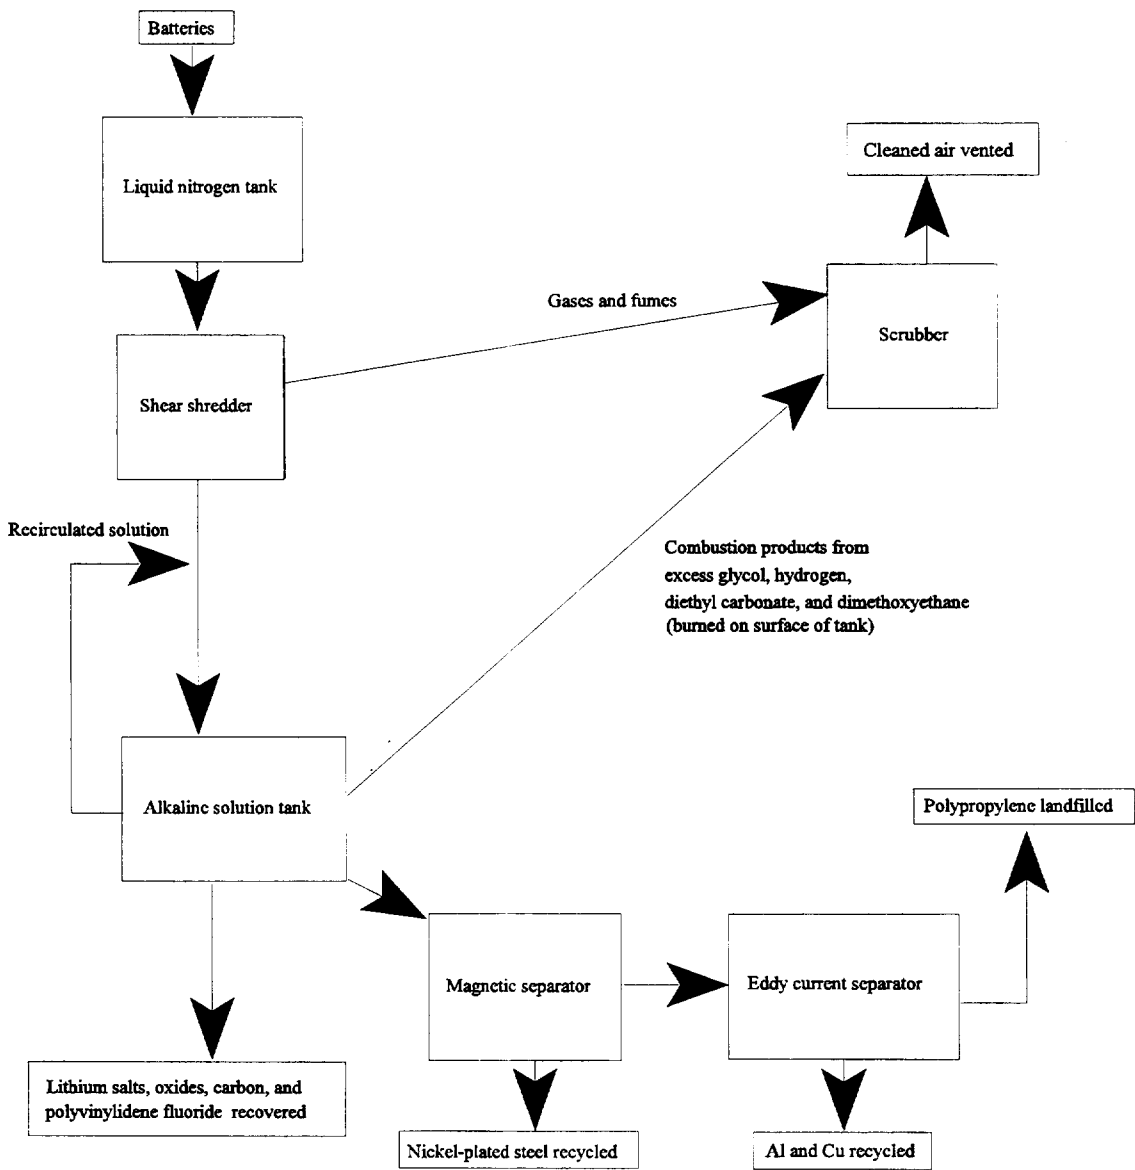 Batteries
Cleaned air vented
Liquid nitrogen tank
Gases and fumes
Scrubber
Shear shredder
Recirculated solution
Combustion products from
excess glycol, hydrogen,
diethyl carbonate, and dimethoxyethane
(burned on surface of tank)
Alkaline solution tank
Polypropylene landfilled
Magnetic separator
Eddy current separator
Lithium salts, oxides, carbon, and
polyvinylidene fluoride recovered
Nickel-plated steel recycled
Al and Cu recycled